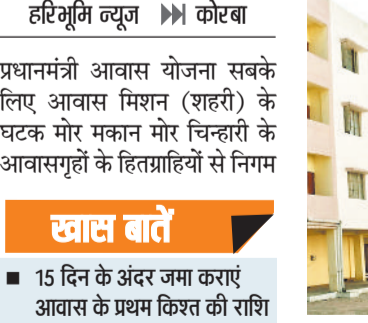 हरिभूमि न्यूज ▶▶| कोरबा
प्रधानमंत्री आवास योजना सबके
लिए आवास मिशन (शहरी) के
घटक मोर मकान मोर चिन्हारी के
आवासगृहों के हितग्राहियों से निगम
खास बातें
■ 15 दिन के अंदर जमा कराएं
आवास के प्रथम किश्त की राशि